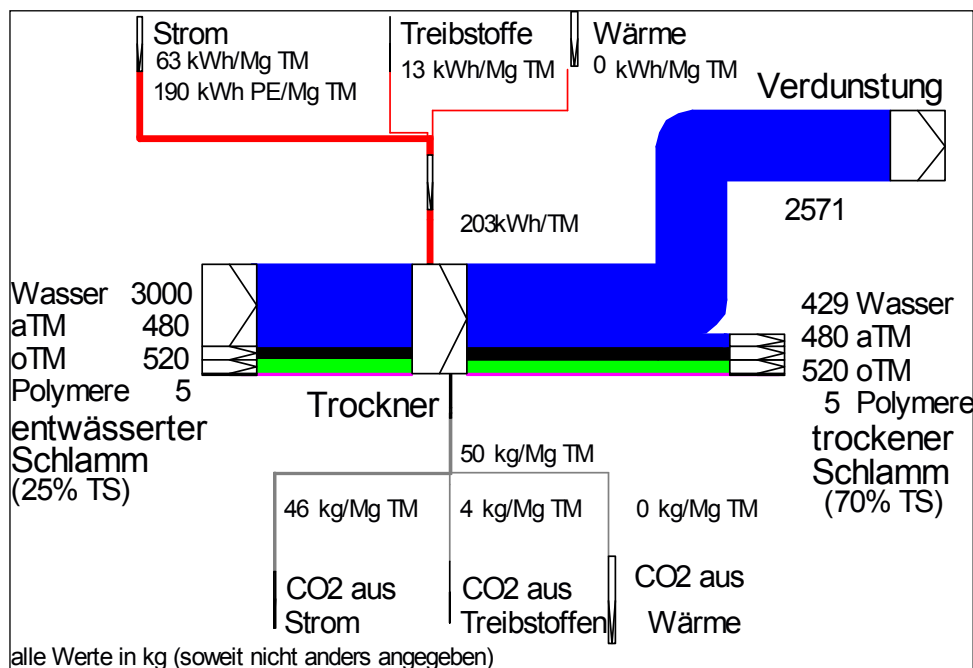 Strom
63 kWh/Mg TM
190 kWh PE/Mg TM
Treibstoffe
13 kWh/Mg TM
Wärme
0 kWh/Mg TM
Verdunstung
2571
203kWh/TM
Wasser 3000
aTM 480
oTM 520
Polymere 5
entwässerter
Schlamm
(25% TS)
Trockner
429 Wasser
480 aTM
520 oTM
5 Polymere
trockener
Schlamm
(70% TS)
50 kg/Mg TM
46 kg/Mg TM
4 kg/Mg TM
0 kg/Mg TM
CO2 aus
Strom
CO2 aus
Treibstoffen
CO2 aus
Wärme
alle Werte in kg (soweit nicht anders angegeben)